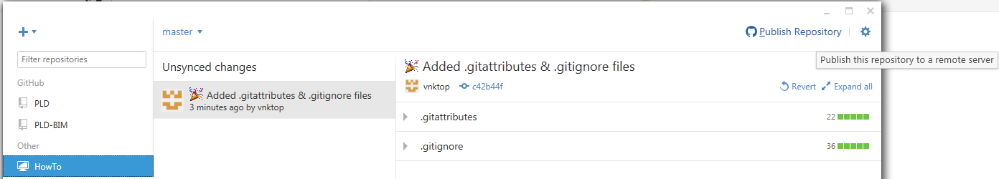 master
Publish Repository
Filter repositories
Unsynced changes
Added .gitattributes & .gitignore files
Publish this repository to a remote server
GitHub
vnktop
c42b44f
Revert
Expand all
Added .gitattributes & .gitignore files
3 minutes ago by vnktop
PLD
.gitattributes
22
PLD-BIM
Other
.gitignore
36
HowTo